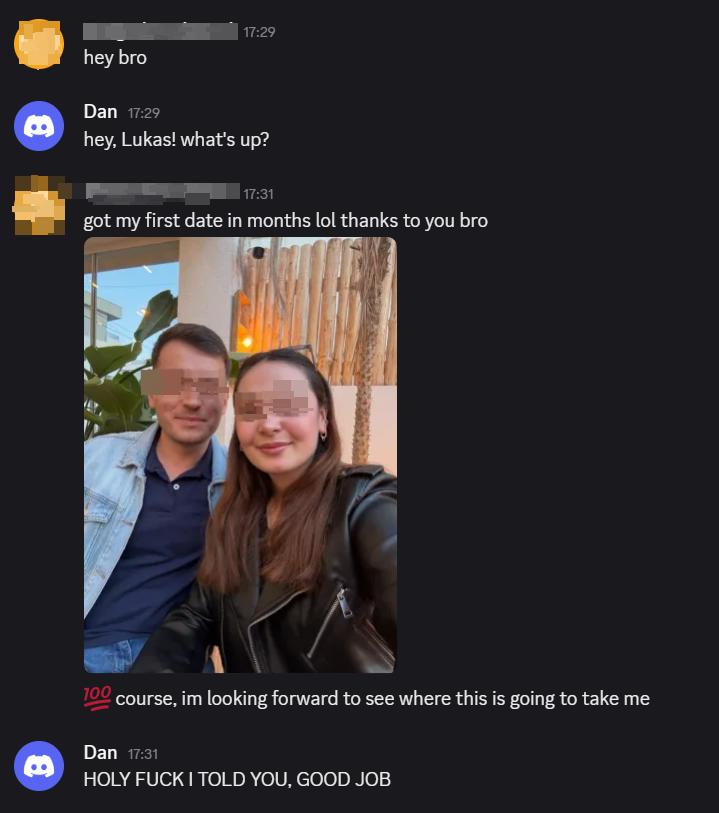 17:29
hey bro
Dan 17:29
hey, Lukas! what's up?
17:31
got my first date in months lol thanks to you bro
💯 course, im looking forward to see where this is going to take me
Dan 17:31
HOLY FUCK I TOLD YOU, GOOD JOB